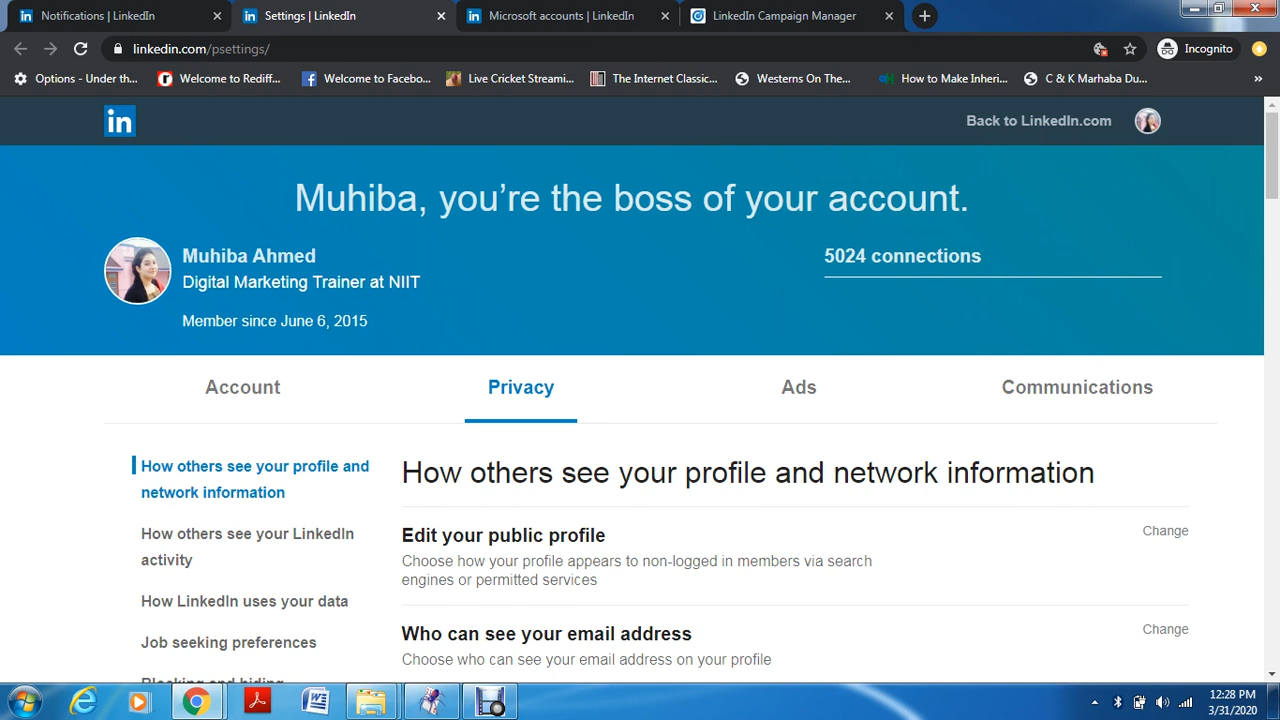 Notifications | LinkedIn
Settings | LinkedIn
Microsoft accounts | LinkedIn
LinkedIn Campaign Manager
linkedin.com/psettings/
Incognito
Options - Under th...
Welcome to Rediff...
Welcome to Facebo...
Live Cricket Streami...
The Internet Classic...
Westerns On The...
How to Make Inheri...
C & K Marhaba Du...
in
Back to LinkedIn.com
Muhiba, you're the boss of your account.
Muhiba Ahmed
5024 connections
Digital Marketing Trainer at NIIT
Member since June 6, 2015
Account
Privacy
Ads
Communications
How others see your profile and
network information
How others see your LinkedIn
activity
How LinkedIn uses your data
Job seeking preferences
Blocking and hiding
How others see your profile and network information
Edit your public profile
Change
Choose how your profile appears to non-logged in members via search
engines or permitted services
Who can see your email address
Change
Choose who can see your email address on your profile
12:28 PM
3/31/2020